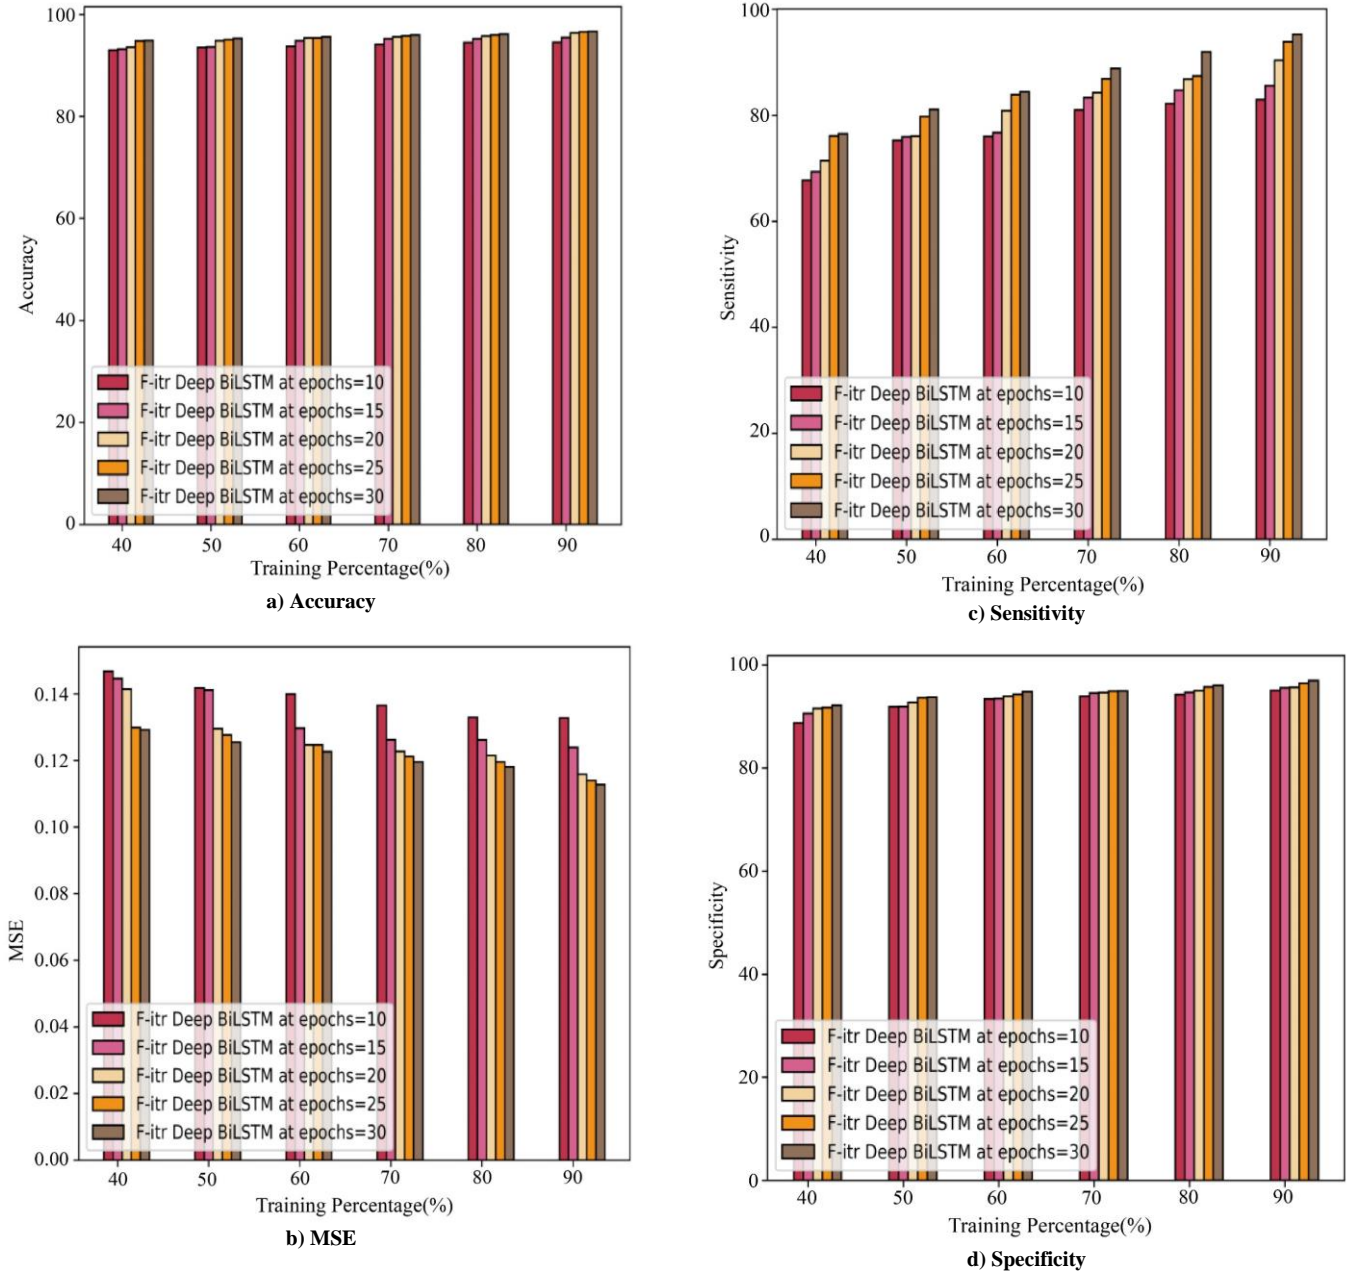 100
80
60
40
20
0
Accuracy
F-itr Deep BiLSTM at epochs=10
F-itr Deep BiLSTM at epochs=15
F-itr Deep BiLSTM at epochs=20
F-itr Deep BiLSTM at epochs=25
F-itr Deep BiLSTM at epochs=30
40 50 60 70 80 90
Training Percentage(%)
a) Accuracy
100
80
60
40
20
0
Sensitivity
F-itr Deep BiLSTM at epochs=10
F-itr Deep BiLSTM at epochs=15
F-itr Deep BiLSTM at epochs=20
F-itr Deep BiLSTM at epochs=25
F-itr Deep BiLSTM at epochs=30
40 50 60 70 80 90
Training Percentage(%)
c) Sensitivity
0.14
0.12
0.10
0.08
0.06
0.04
0.02
0.00
MSE
F-itr Deep BiLSTM at epochs=10
F-itr Deep BiLSTM at epochs=15
F-itr Deep BiLSTM at epochs=20
F-itr Deep BiLSTM at epochs=25
F-itr Deep BiLSTM at epochs=30
40 50 60 70 80 90
Training Percentage(%)
b) MSE
100
80
60
40
20
0
Specificity
F-itr Deep BiLSTM at epochs=10
F-itr Deep BiLSTM at epochs=15
F-itr Deep BiLSTM at epochs=20
F-itr Deep BiLSTM at epochs=25
F-itr Deep BiLSTM at epochs=30
40 50 60 70 80 90
Training Percentage(%)
d) Specificity